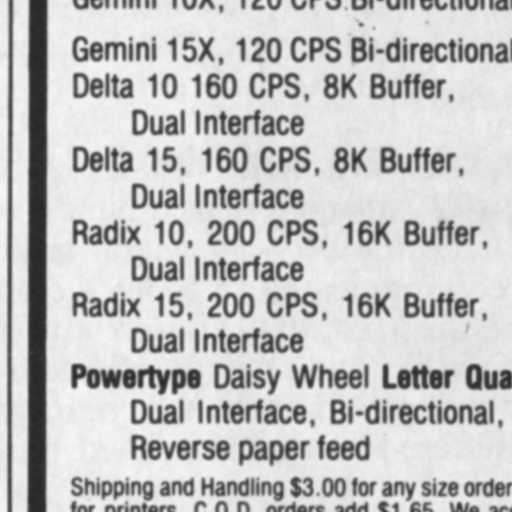 Gemini 10X, 120 CPS Bi-directional
Gemini 15X, 120 CPS Bi-directional
Delta 10 160 CPS, 8K Buffer,
Dual Interface
Delta 15, 160 CPS, 8K Buffer,
Dual Interface
Radix 10, 200 CPS, 16K Buffer,
Dual Interface
Radix 15, 200 CPS, 16K Buffer,
Dual Interface
Powertype Daisy Wheel Letter Qua
Dual Interface, Bi-directional,
Reverse paper feed
Shipping and Handling $3.00 for any size order
for printers. C.O.D. orders add $1.65. We acc